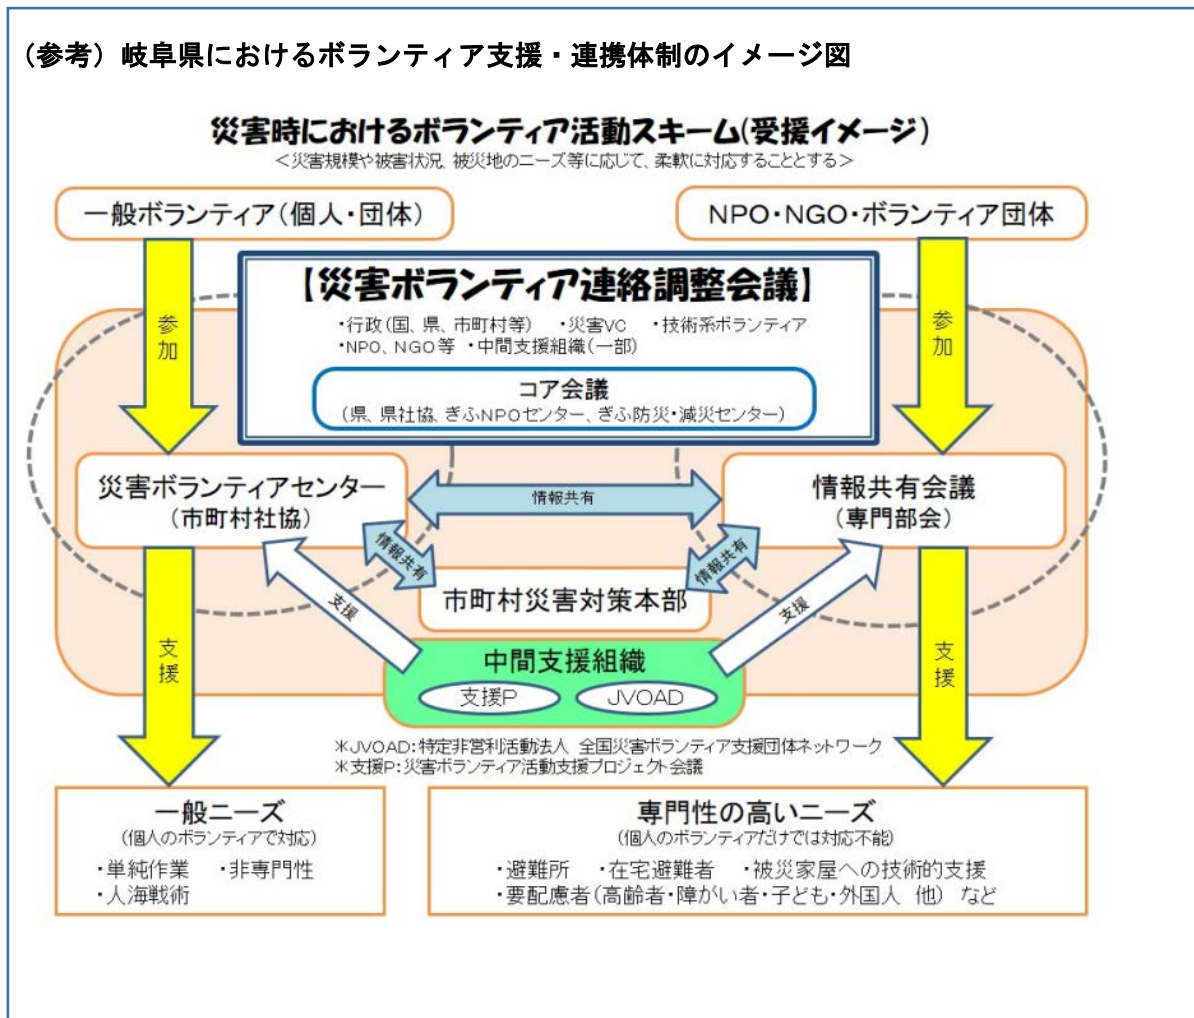 (参考) 岐阜県におけるボランティア支援・連携体制のイメージ図
災害時におけるボランティア活動スキーム(受援イメージ)
<災害規模や被害状況、被災地のニーズ等に応じて、柔軟に対応することとする>
一般ボランティア(個人・団体)
NPO・NGO・ボランティア団体
【災害ボランティア連絡調整会議】
・行政(国、県、市町村等) ・災害VC ・技術系ボランティア
・NPO、NGO等 ・中間支援組織(一部)
コア会議
(県、県社協、ぎふNPOセンター、ぎふ防災・減災センター)
参加
参加
災害ボランティアセンター
(市町村社協)
情報共有
情報共有会議
(専門部会)
情報共有
情報共有
市町村災害対策本部
支援
支援
中間支援組織
支援P
JVOAD
支援
支援
*JVOAD:特定非営利活動法人 全国災害ボランティア支援団体ネットワーク
*支援P:災害ボランティア活動支援プロジェクト会議
一般ニーズ
(個人のボランティアで対応)
・単純作業 ・非専門性
・人海戦術
専門性の高いニーズ
(個人のボランティアだけでは対応不能)
・避難所 ・在宅避難者 ・被災家屋への技術的支援
・要配慮者(高齢者・障がい者・子ども・外国人 他) など